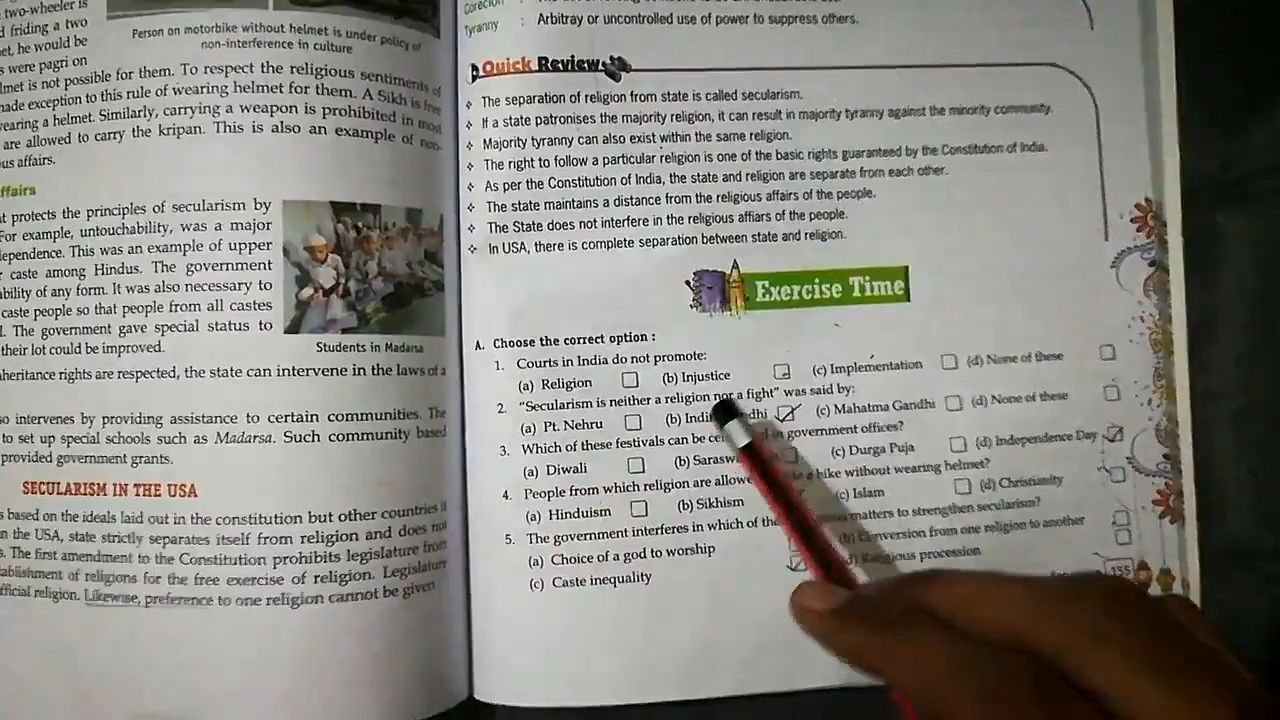 two-wheeler is
d friding a two
et, he would be
s were pagri on
lmet is not possible for them. To respect the religious sentiments of
nade exception to this rule of wearing helmet for them. A Sikh is free
earing a helmet. Similarly, carrying a weapon is prohibited in most
are allowed to carry the kripan. This is also an example of non-
us affairs.
Person on motorbike without helmet is under policy of
non-interference in culture
ffairs
t protects the principles of secularism by
For example, untouchability, was a major
ependence. This was an example of upper
r caste among Hindus. The government
ability of any form. It was also necessary to
caste people so that people from all castes
l. The government gave special status to
their lot could be improved.
Students in Madarsa
nheritance rights are respected, the state can intervene in the laws of a
so intervenes by providing assistance to certain communities. The
to set up special schools such as Madarsa. Such community based
provided government grants.
SECULARISM IN THE USA
s based on the ideals laid out in the constitution but other countries
n the USA, state strictly separates itself from religion and does not
s. The first amendment to the Constitution prohibits legislature from
tablishment of religions for the free exercise of religion. Legislature
official religion. Likewise, preference to one religion cannot be given
Tyranny : Arbitray or uncontrolled use of power to suppress others.
Quick Review
❖ The separation of religion from state is called secularism.
❖ If a state patronises the majority religion, it can result in majority tyranny against the minority community.
❖ Majority tyranny can also exist within the same religion.
❖ The right to follow a particular religion is one of the basic rights guaranteed by the Constitution of India.
❖ As per the Constitution of India, the state and religion are separate from each other.
❖ The state maintains a distance from the religious affairs of the people.
❖ The State does not interfere in the religious affiars of the people.
❖ In USA, there is complete separation between state and religion.
Exercise Time
A. Choose the correct option :
1. Courts in India do not promote:
(a) Religion (b) Injustice (c) Implementation (d) None of these
2. "Secularism is neither a religion nor a fight" was said by:
(a) Pt. Nehru (b) Indi dhi (c) Mahatma Gandhi (d) None of these
3. Which of these festivals can be ce in government offices?
(a) Diwali (b) Sarasw (c) Durga Puja (d) Independence Day
4. People from which religion are allowe a bike without wearing helmet?
(a) Hinduism (b) Sikhism (c) Islam (d) Christianity
5. The government interferes in which of the matters to strengthen secularism?
(a) Choice of a god to worship (b) Conversion from one religion to another
(c) Caste inequality (d) Religious procession
155